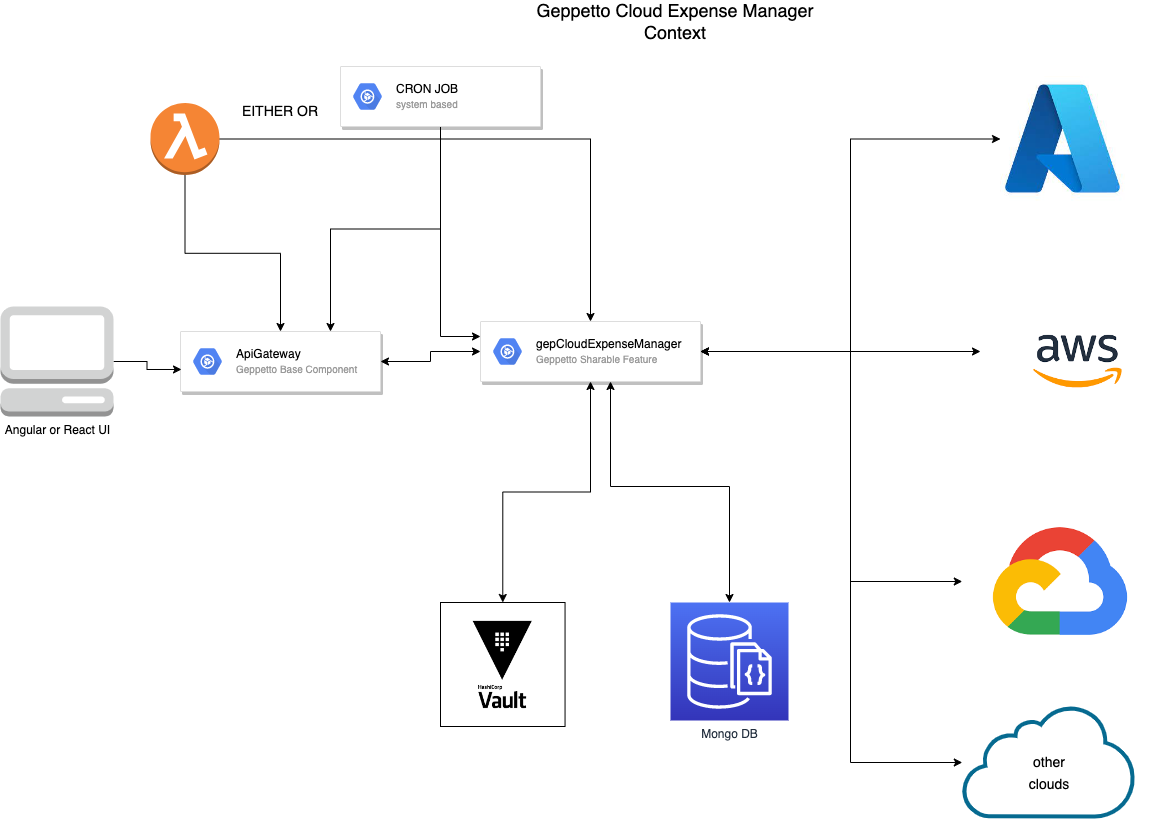 Geppetto Cloud Expense Manager
Context
CRON JOB
system based
EITHER OR
aws
ApiGateway
Geppetto Base Component
gepCloudExpenseManager
Geppetto Sharable Feature
Angular or React UI
HashiCorp
Vault
Mongo DB
other
clouds